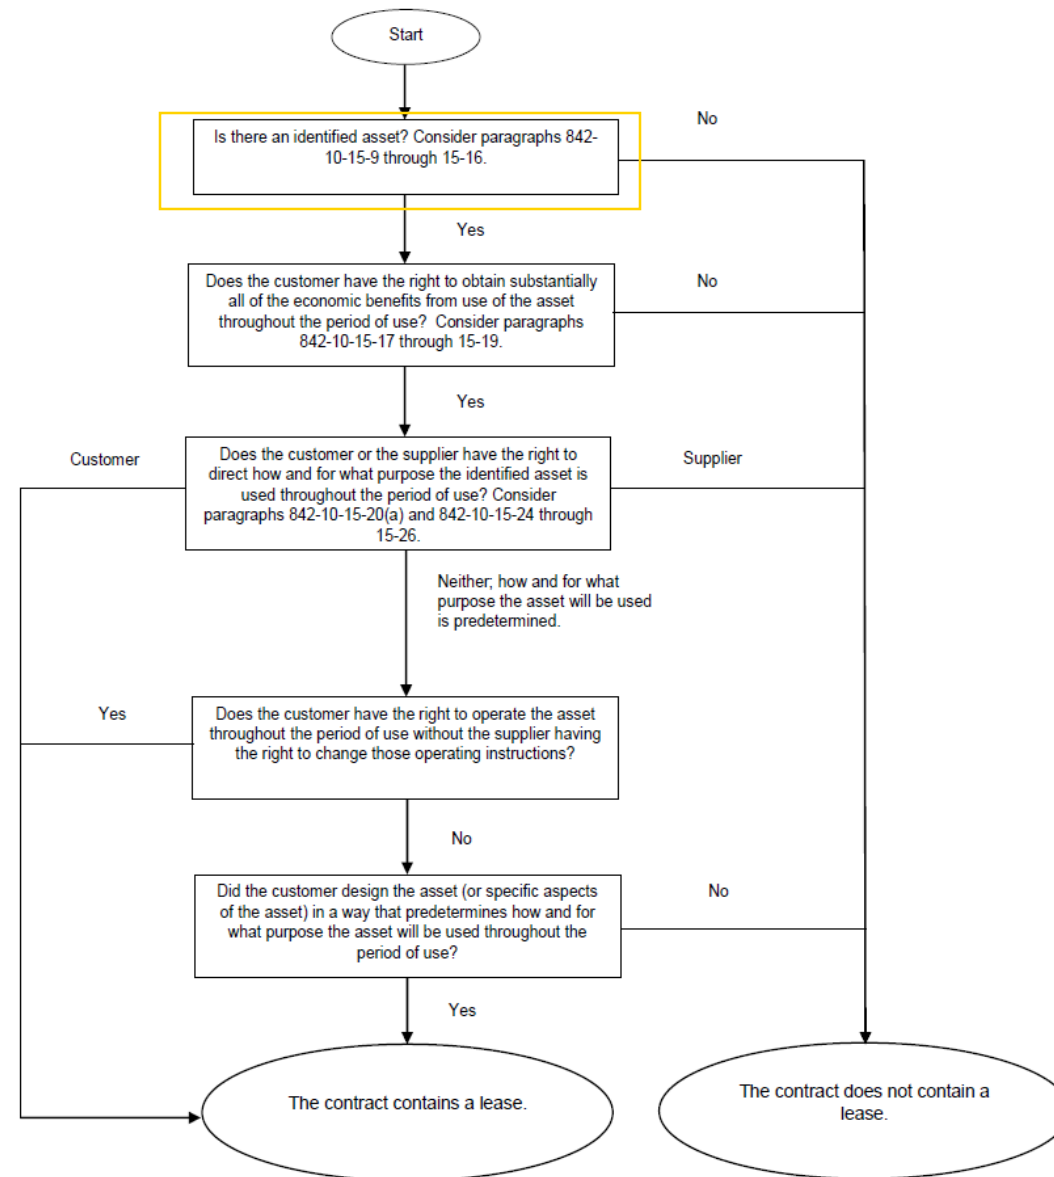 Start
No
Is there an identified asset? Consider paragraphs 842-
10-15-9 through 15-16.
Yes
Does the customer have the right to obtain substantially
all of the economic benefits from use of the asset
throughout the period of use?  Consider paragraphs
842-10-15-17 through 15-19.
No
Yes
Customer
Does the customer or the supplier have the right to
direct how and for what purpose the identified asset is
used throughout the period of use? Consider
paragraphs 842-10-15-20(a) and 842-10-15-24 through
15-26.
Supplier
Neither; how and for what
purpose the asset will be used
is predetermined.
Yes
Does the customer have the right to operate the asset
throughout the period of use without the supplier having
the right to change those operating instructions?
No
Did the customer design the asset (or specific aspects
of the asset) in a way that predetermines how and for
what purpose the asset will be used throughout the
period of use?
No
Yes
The contract contains a lease.
The contract does not contain a
lease.